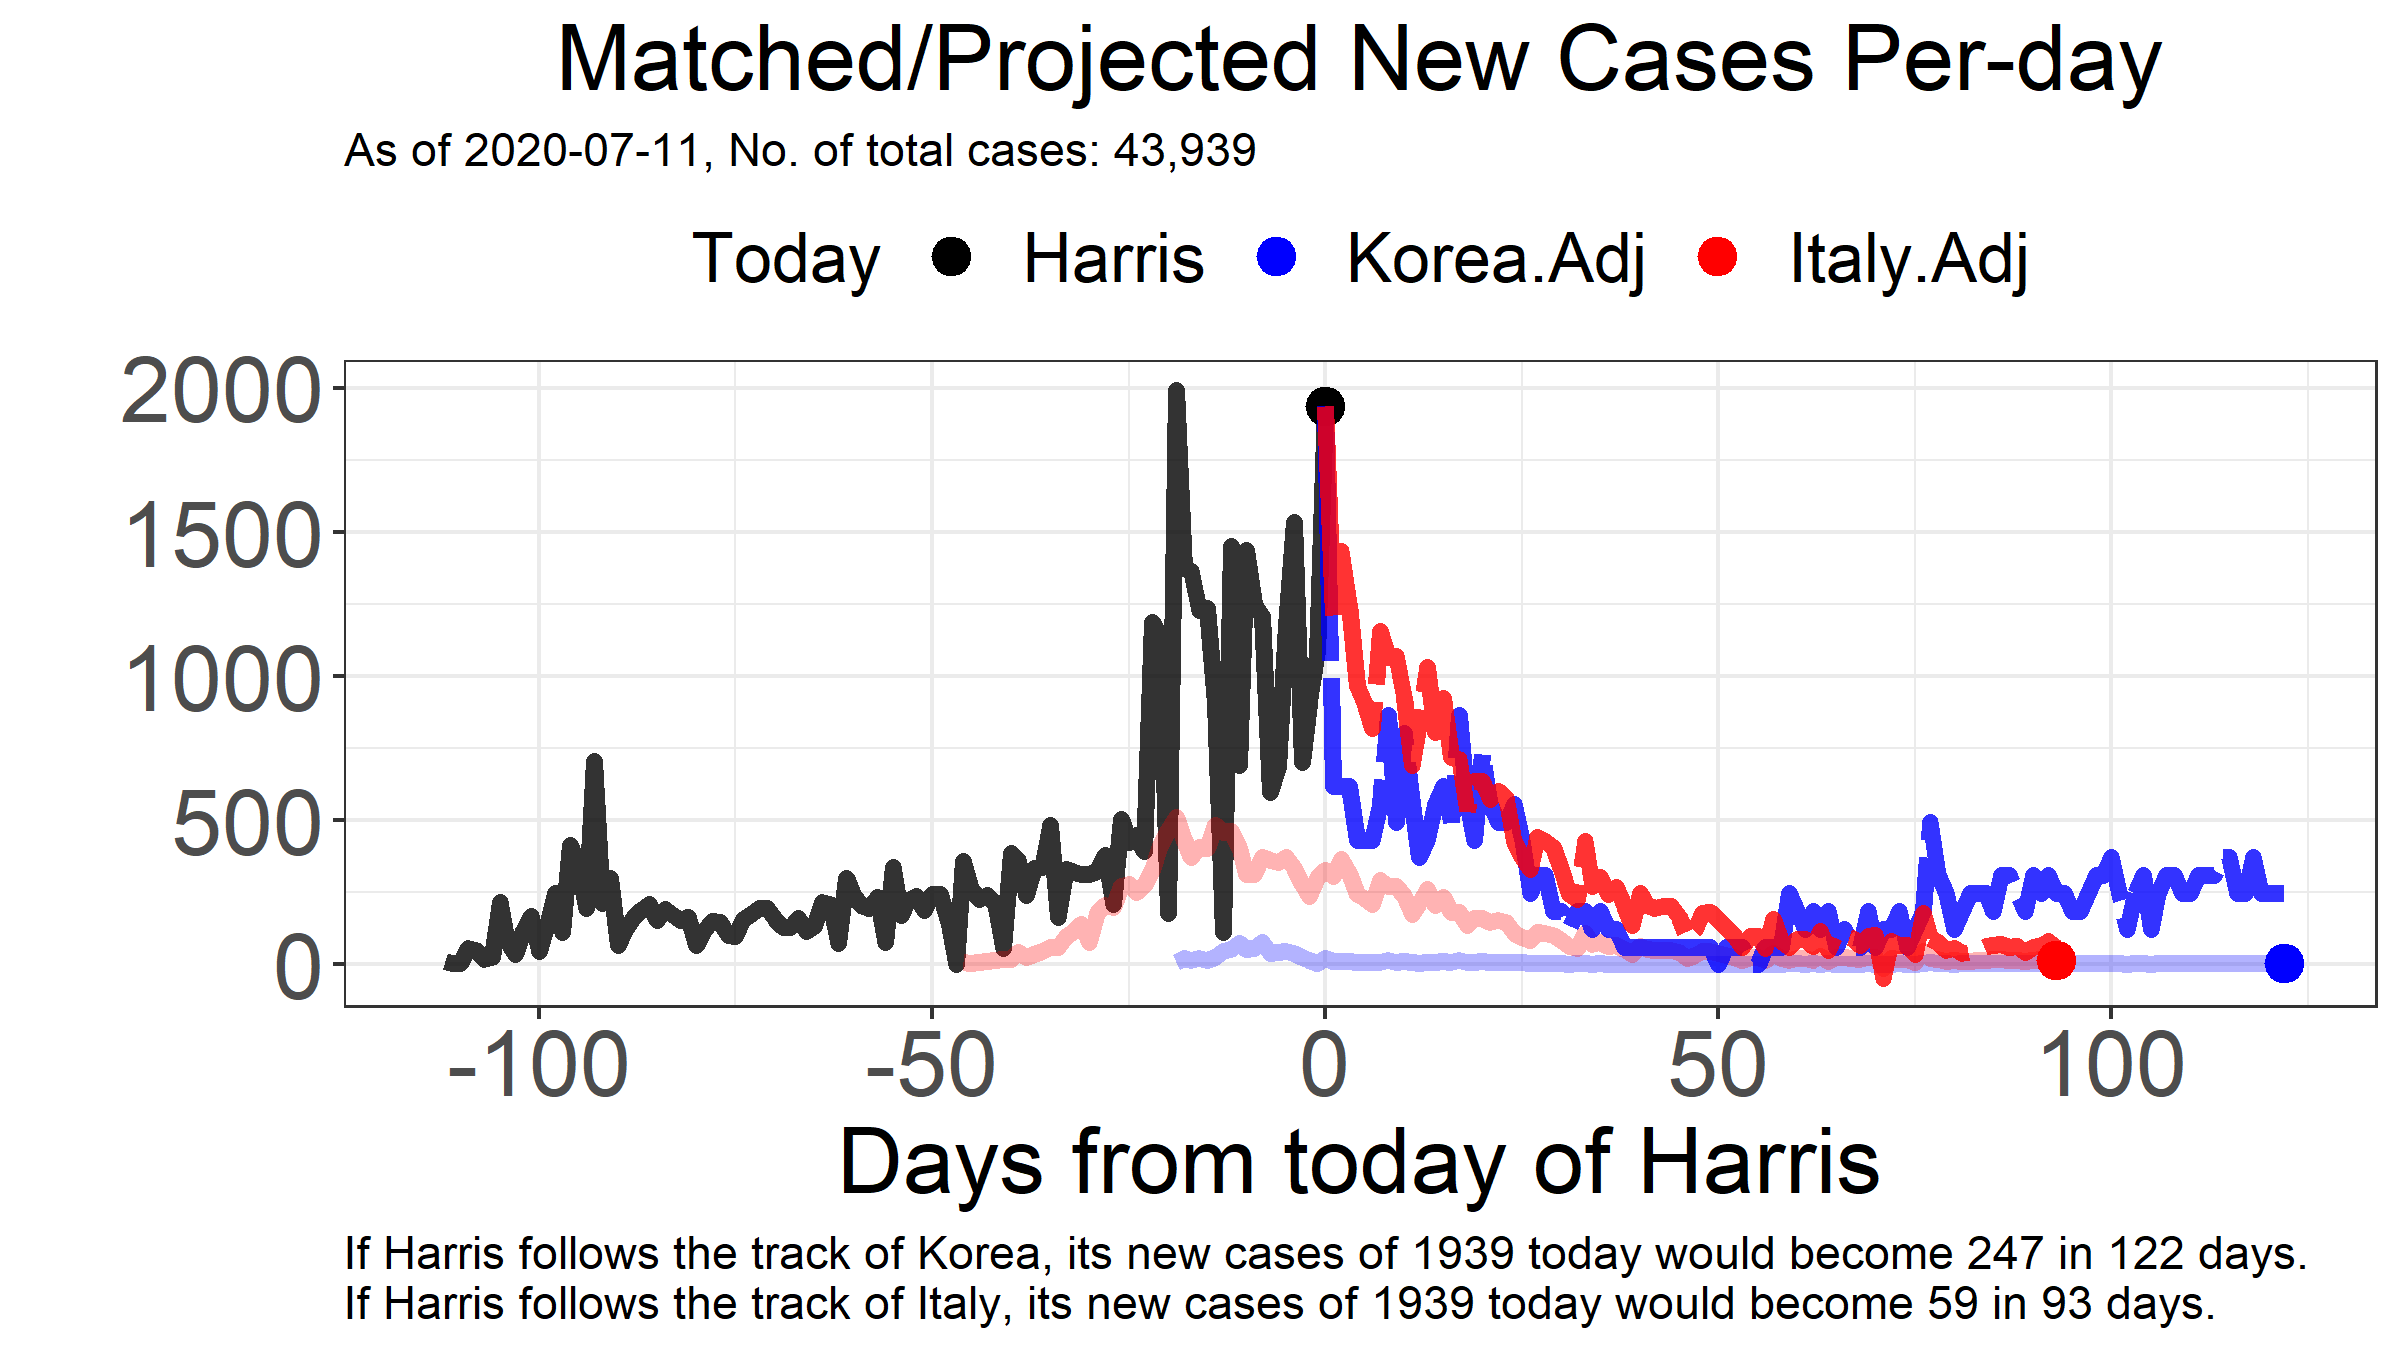 Matched/Projected New Cases Per-day
As of 2020-07-11, No. of total cases: 43,939
Today Harris Korea.Adj Italy.Adj
2000
1500
1000
500
0
-100 -50 0 50 100
Days from today of Harris
If Harris follows the track of Korea, its new cases of 1939 today would become 247 in 122 days.
If Harris follows the track of Italy, its new cases of 1939 today would become 59 in 93 days.